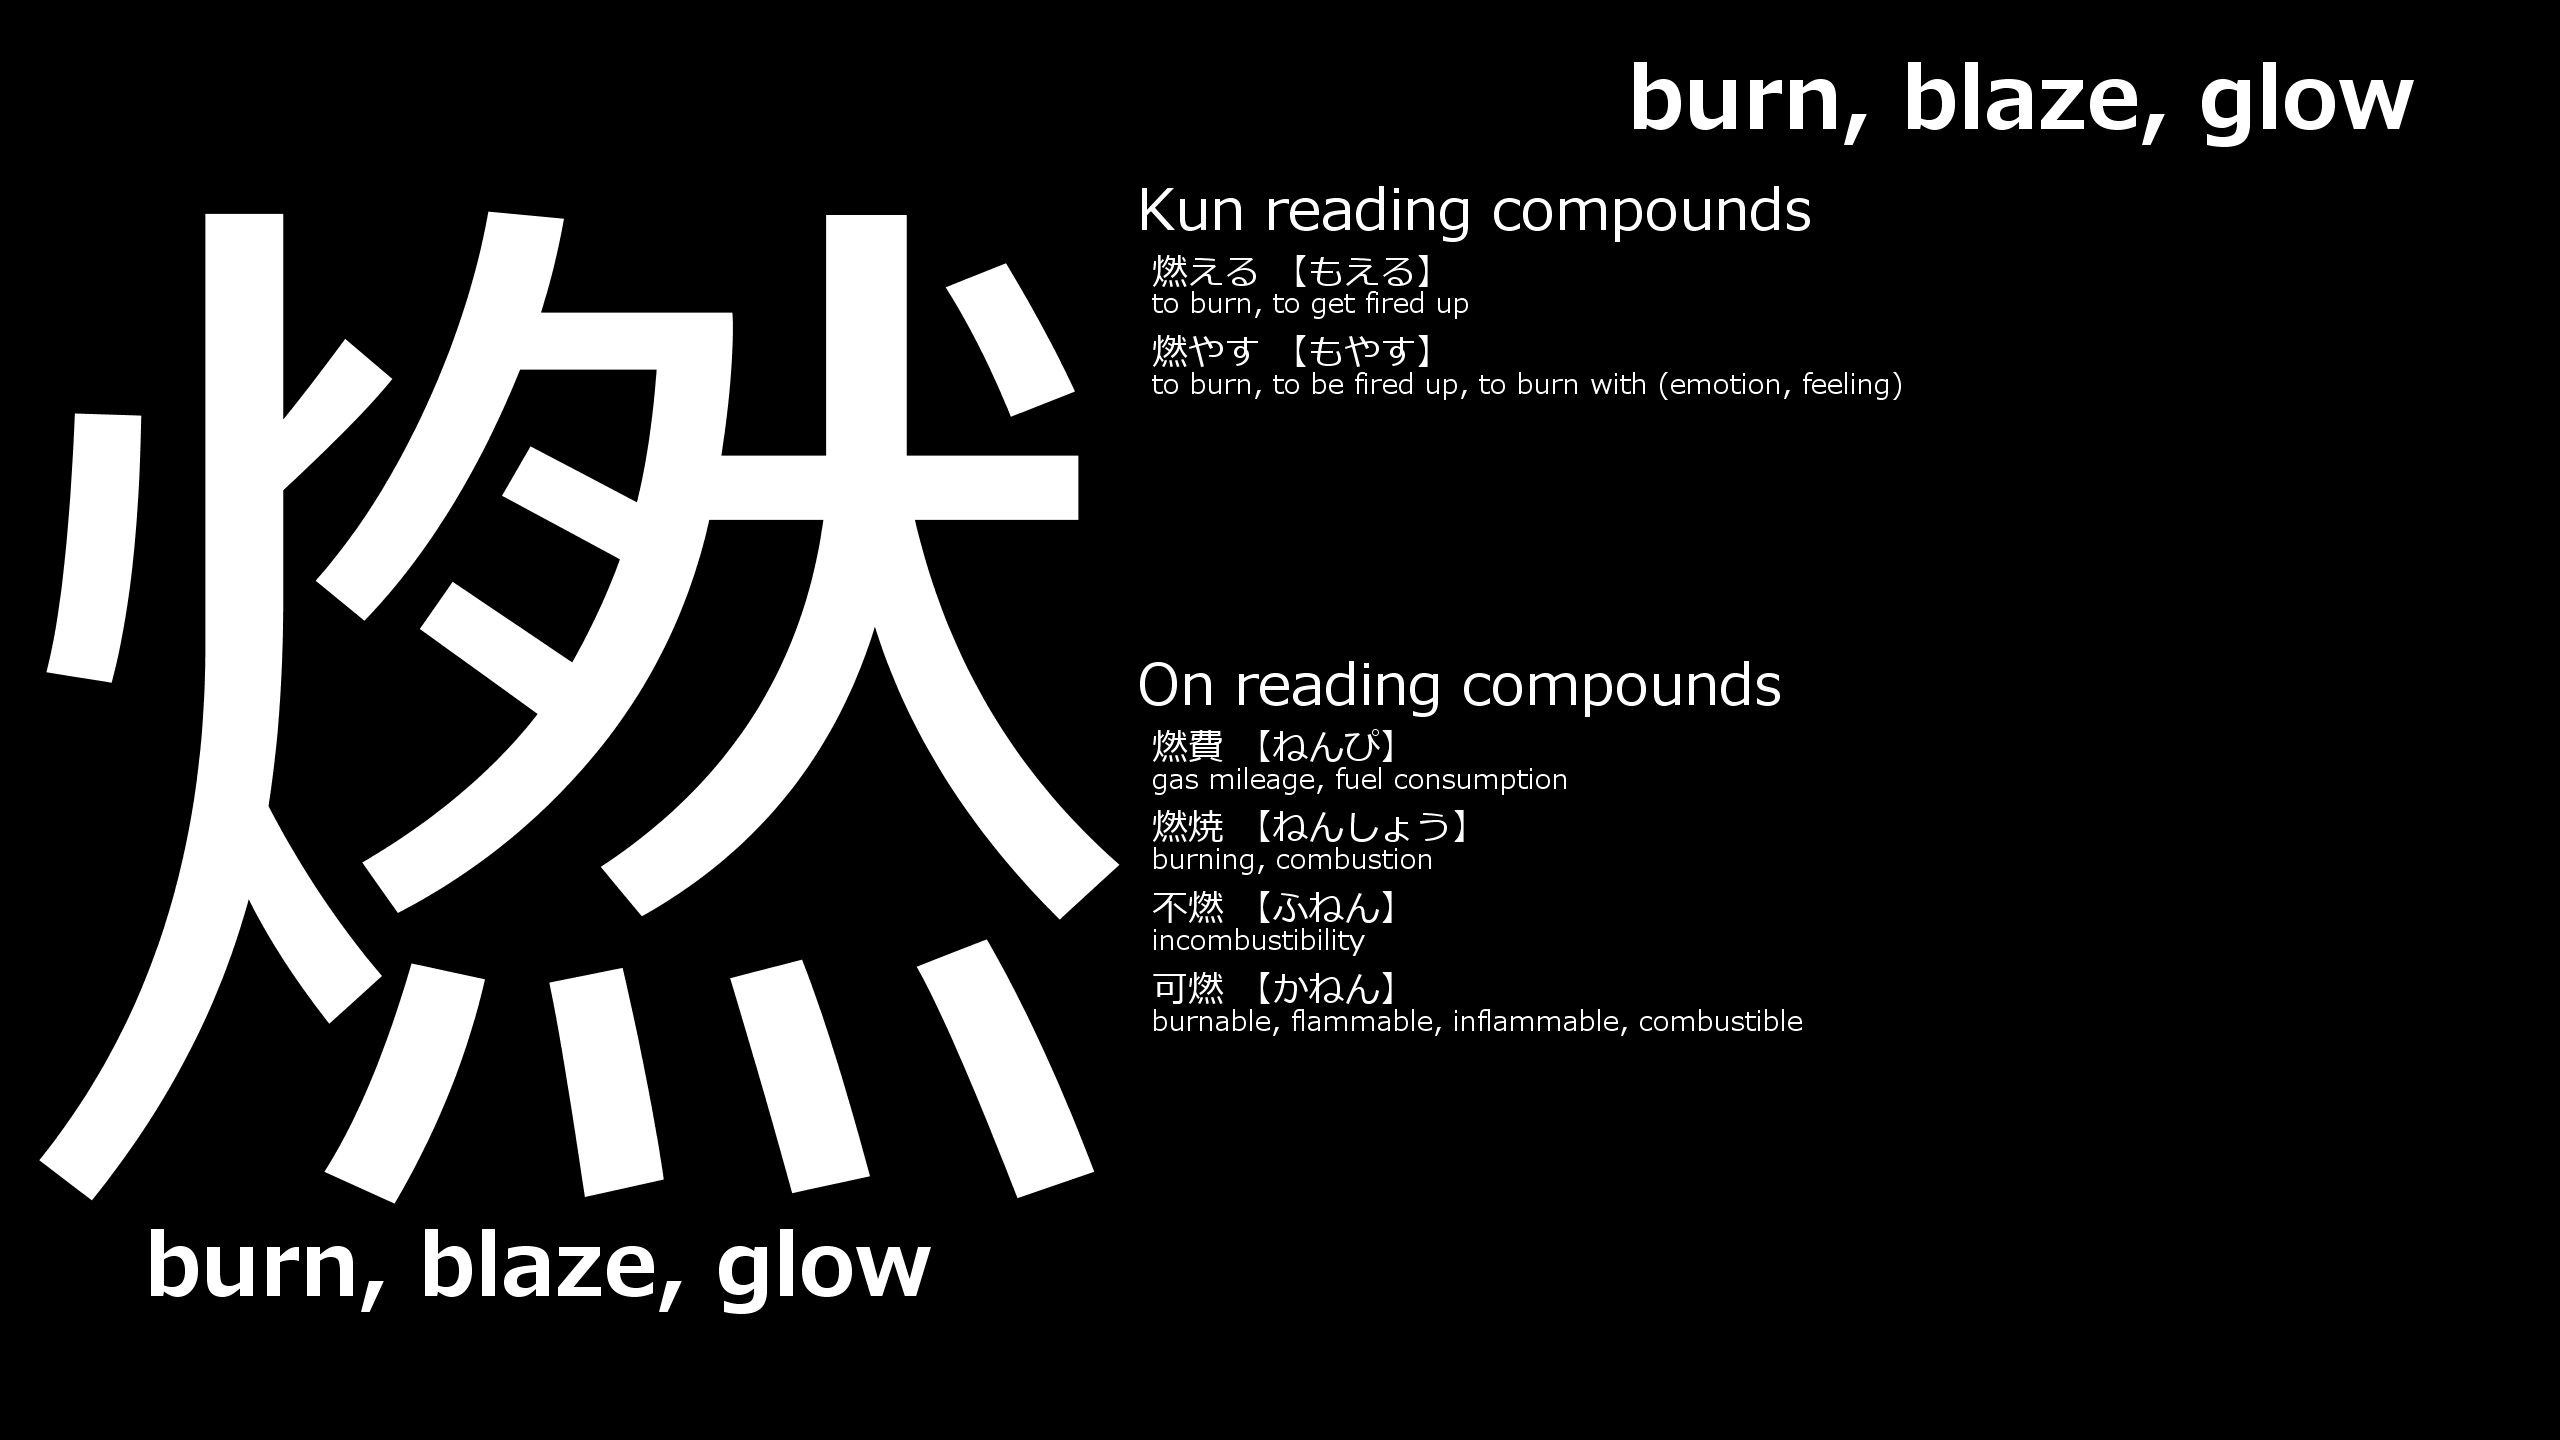 burn, blaze, glow
燃
burn, blaze, glow
Kun reading compounds
燃える 【もえる】
to burn, to get fired up
燃やす 【もやす】
to burn, to be fired up, to burn with (emotion, feeling)
On reading compounds
燃費 【ねんぴ】
gas mileage, fuel consumption
燃焼 【ねんしょう】
burning, combustion
不燃 【ふねん】
incombustibility
可燃 【かねん】
burnable, flammable, inflammable, combustible